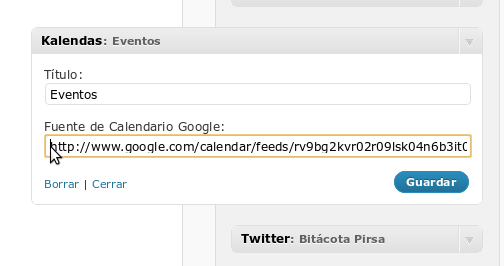 Kalendas: Eventos
Título:
Eventos
Fuente de Calendario Google:
http://www.google.com/calendar/feeds/rv9bg2kvr02r09lsk04n6b3it0
Borrar | Cerrar
Guardar
Twitter: Bitácota Pirsa